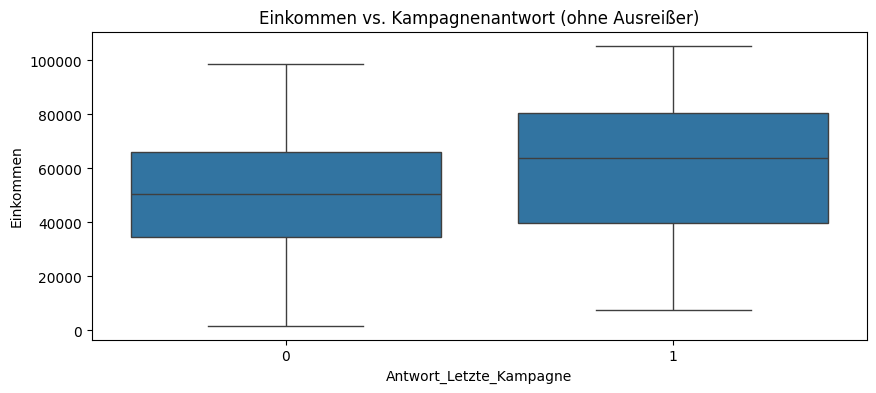 Einkommen vs. Kampagnenantwort (ohne Ausreißer)
100000
80000
60000
40000
20000
0
Einkommen
0 1
Antwort_Letzte_Kampagne